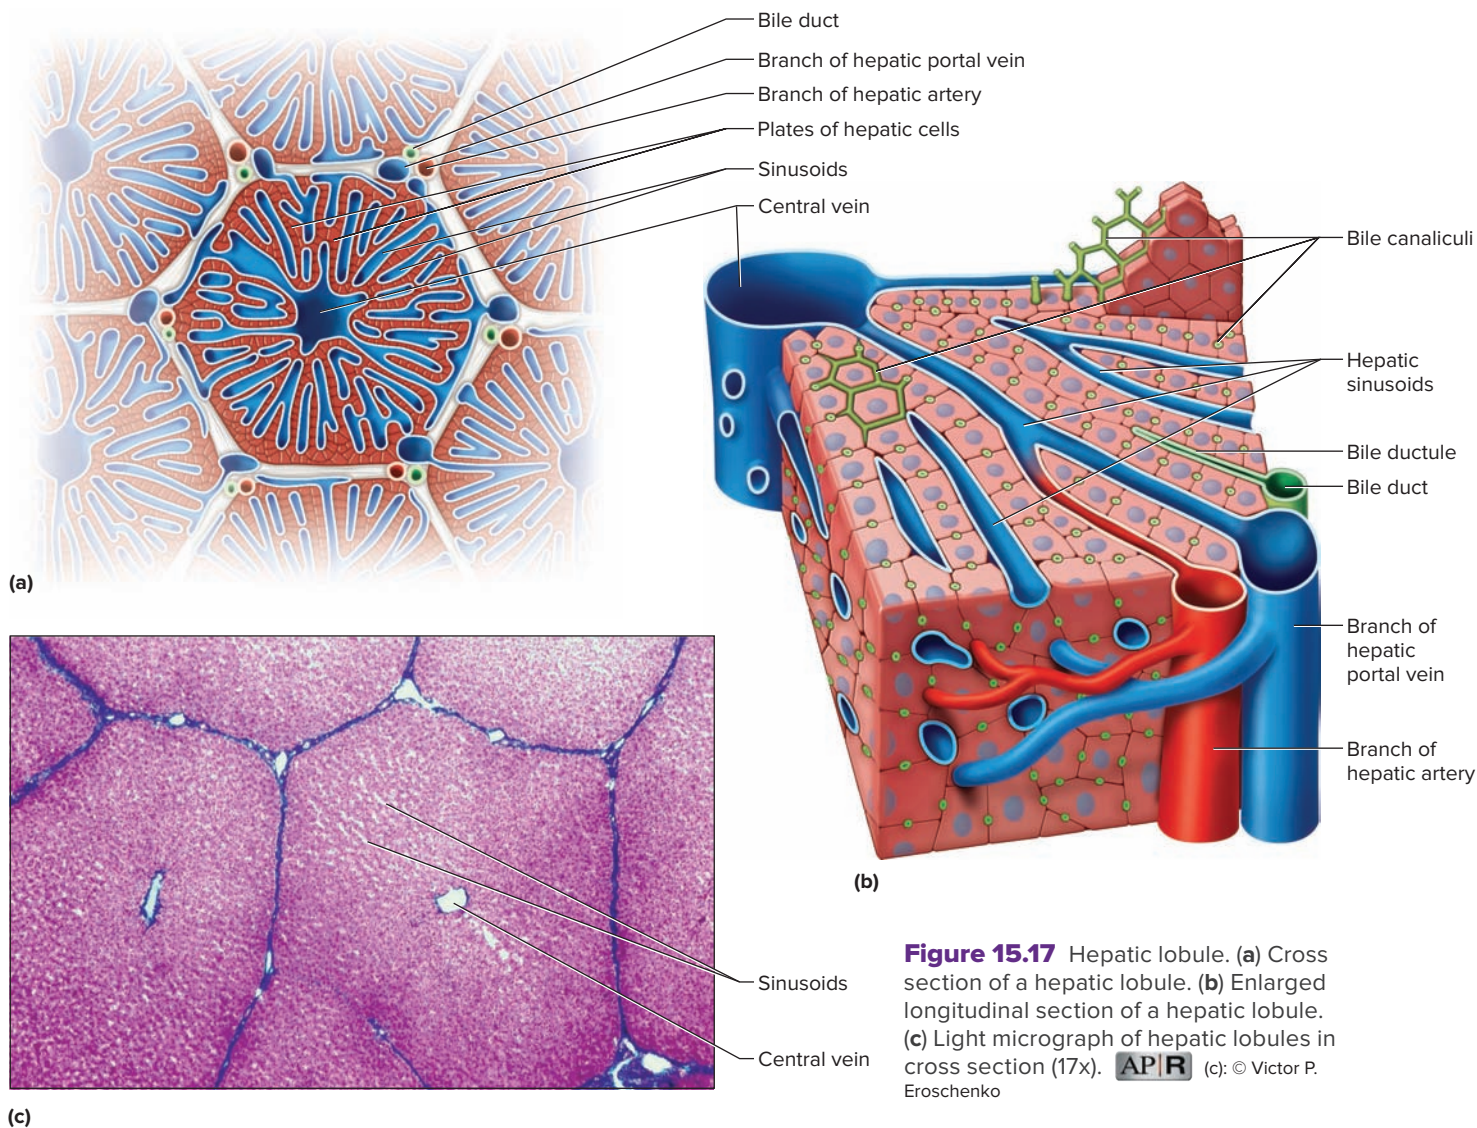 Bile duct
Branch of hepatic portal vein
Branch of hepatic artery
Plates of hepatic cells
Sinusoids
Central vein
(a)
Bile canaliculi
Hepatic
sinusoids
Bile ductule
Bile duct
Branch of
hepatic
portal vein
Branch of
hepatic artery
(b)
Sinusoids
Central vein
(c)
Figure 15.17 Hepatic lobule. (a) Cross
section of a hepatic lobule. (b) Enlarged
longitudinal section of a hepatic lobule.
(c) Light micrograph of hepatic lobules in
cross section (17x). AP|R (c): © Victor P.
Eroschenko